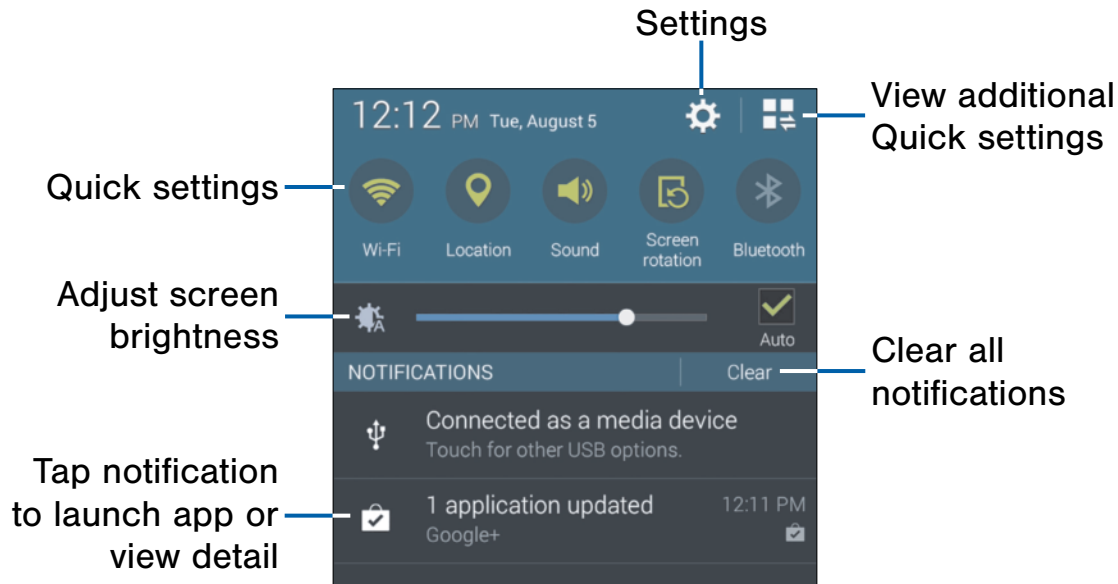 Settings
View additional
Quick settings
12:12 PM Tue, August 5
Quick settings
Wi-Fi
Location
Sound
Screen
rotation
Bluetooth
Adjust screen
brightness
A
Auto
Clear all
notifications
NOTIFICATIONS
Clear
Connected as a media device
Touch for other USB options.
Tap notification
to launch app or
view detail
1 application updated
12:11 PM
Google+